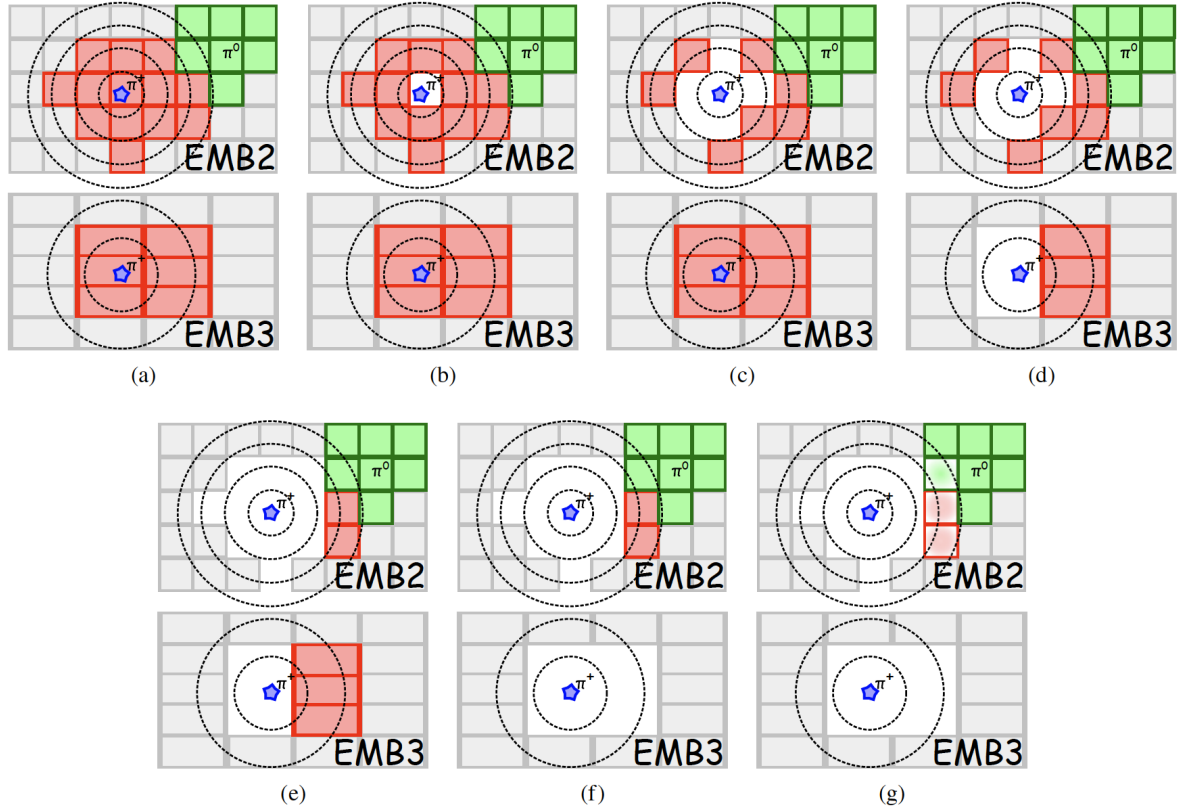 π⁰ π⁰ π⁰ π⁰
π⁺ π⁺ π⁺ π⁺
EMB2 EMB2 EMB2 EMB2
π⁺ π⁺ π⁺ π⁺
EMB3 EMB3 EMB3 EMB3
(a) (b) (c) (d)
π⁰ π⁰ π⁰
π⁺ π⁺ π⁺
EMB2 EMB2 EMB2
π⁺ π⁺ π⁺
EMB3 EMB3 EMB3
(e) (f) (g)